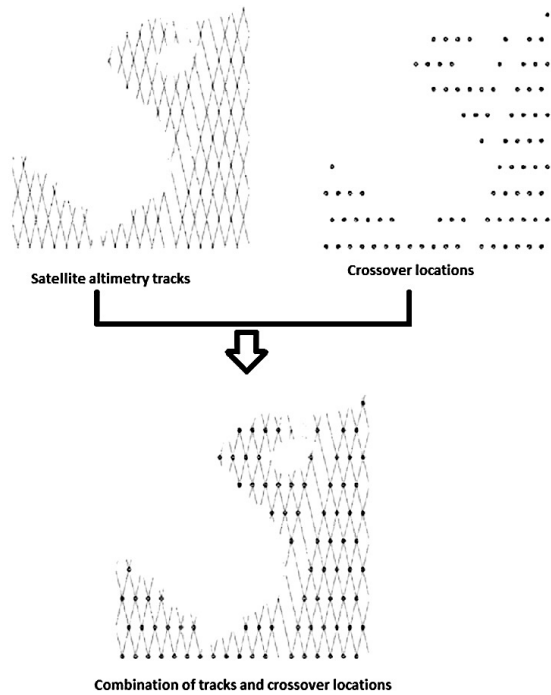 Satellite altimetry tracks
Crossover locations
Combination of tracks and crossover locations